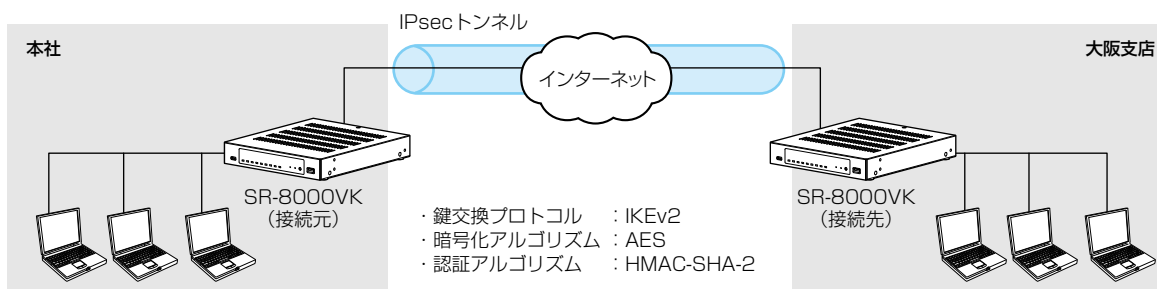 IPsecトンネル
本社
大阪支店
インターネット
SR-8000VK
（接続元）
SR-8000VK
（接続先）
・鍵交換プロトコル　：IKEv2
・暗号化アルゴリズム：AES
・認証アルゴリズム　：HMAC-SHA-2